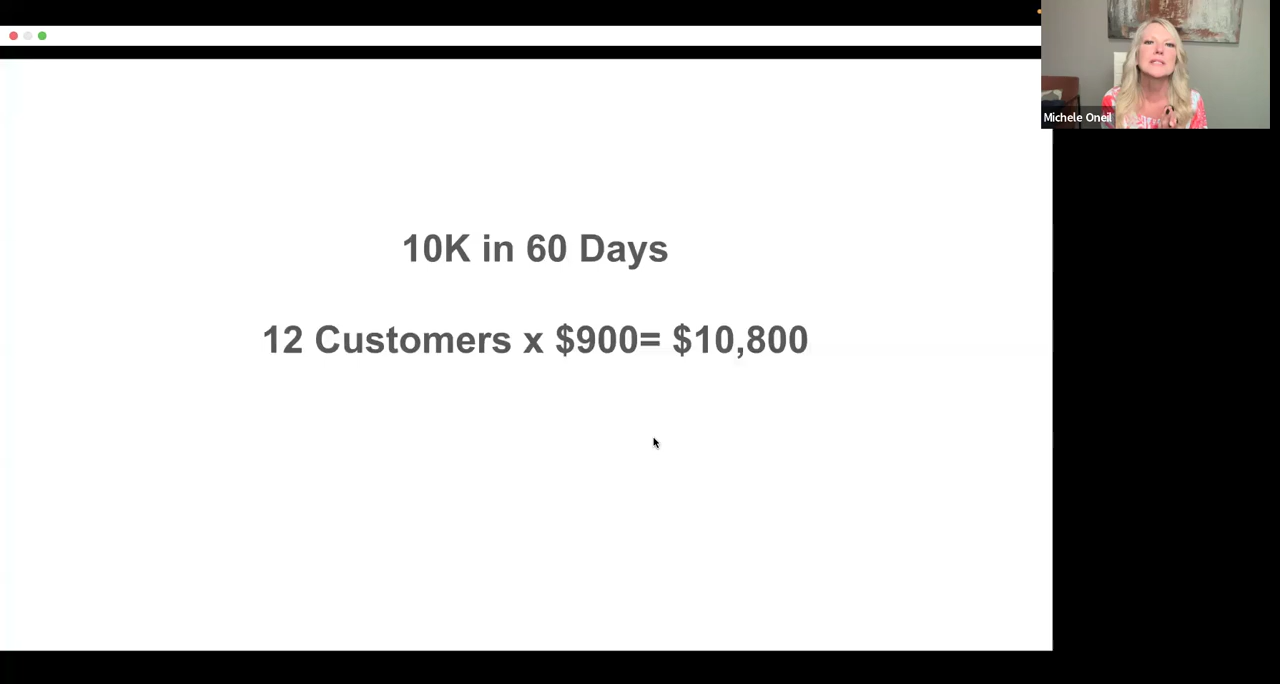 Michele Oneil
10K in 60 Days
12 Customers x $900= $10,800